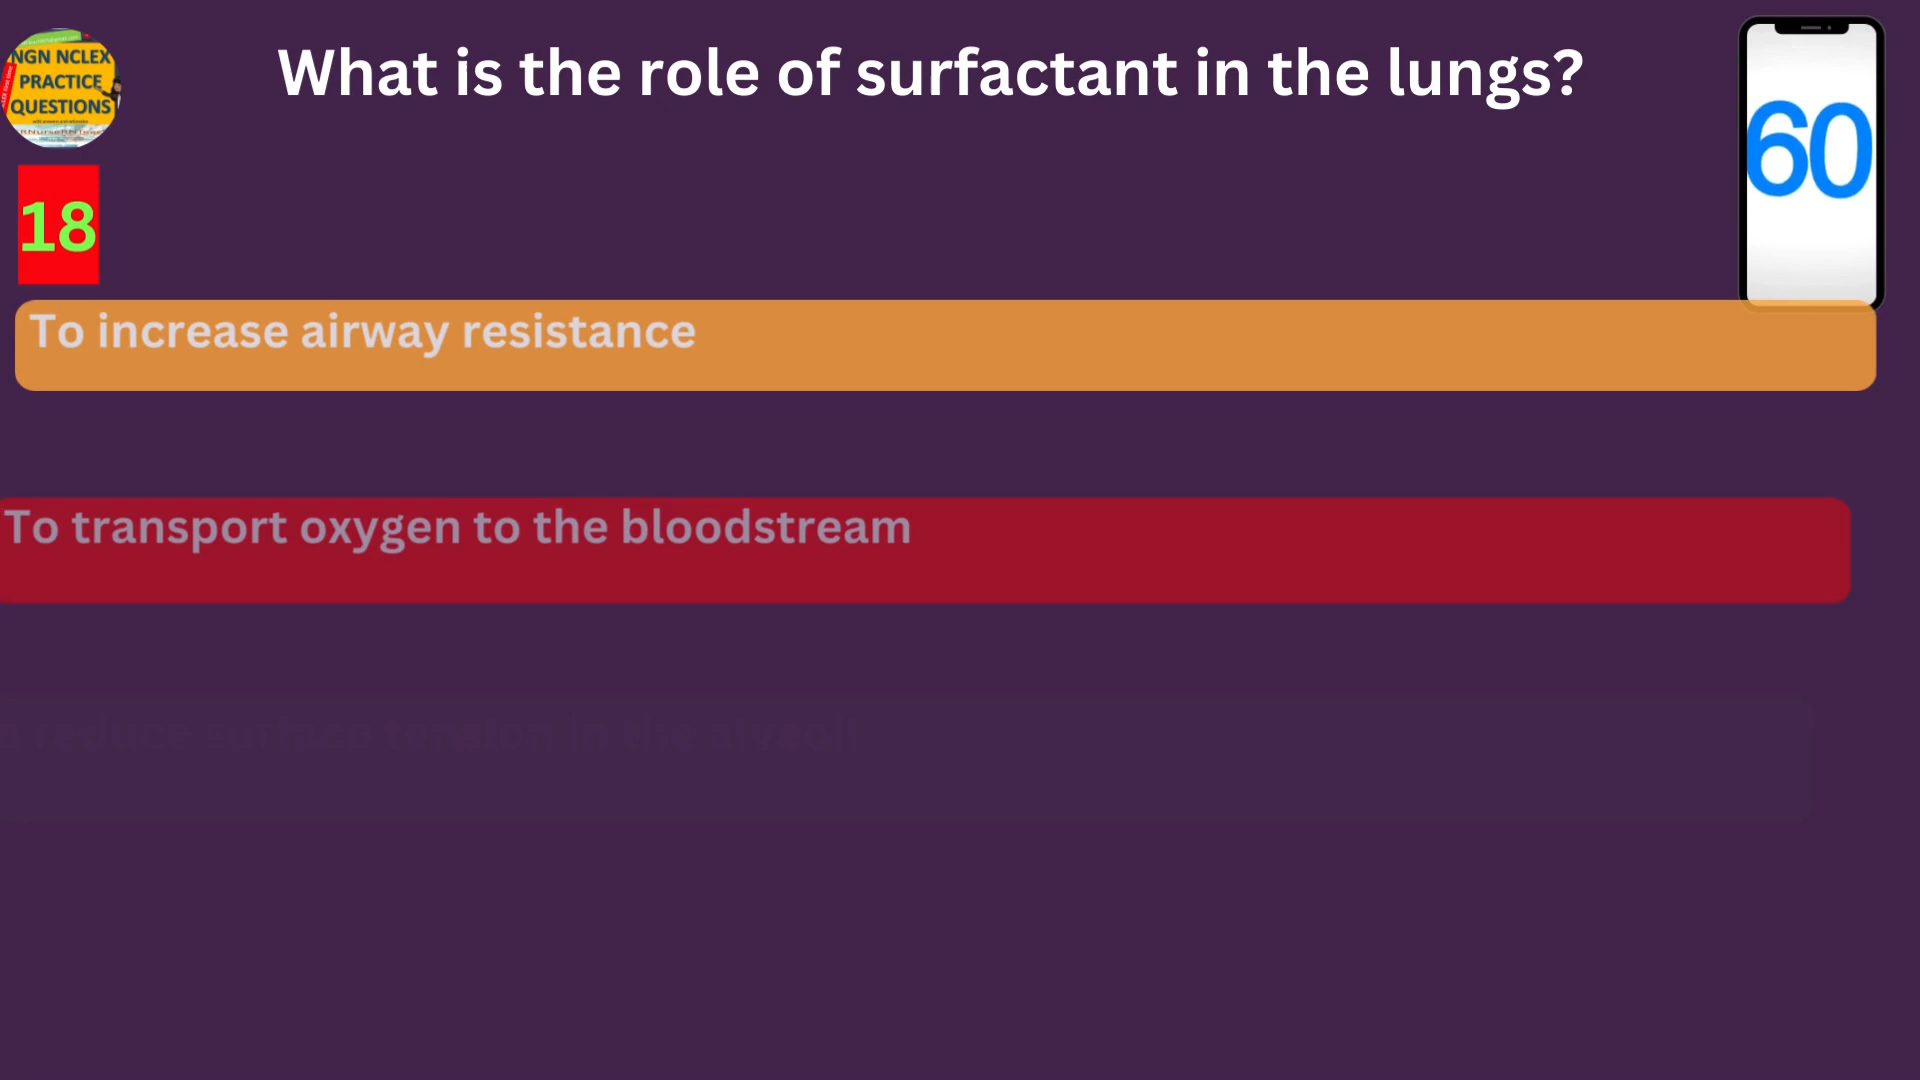 What is the role of surfactant in the lungs?
NGN NCLEX
PRACTICE
QUESTIONS
60
18
To increase airway resistance
To transport oxygen to the bloodstream
reduce surface tension in the alveoli